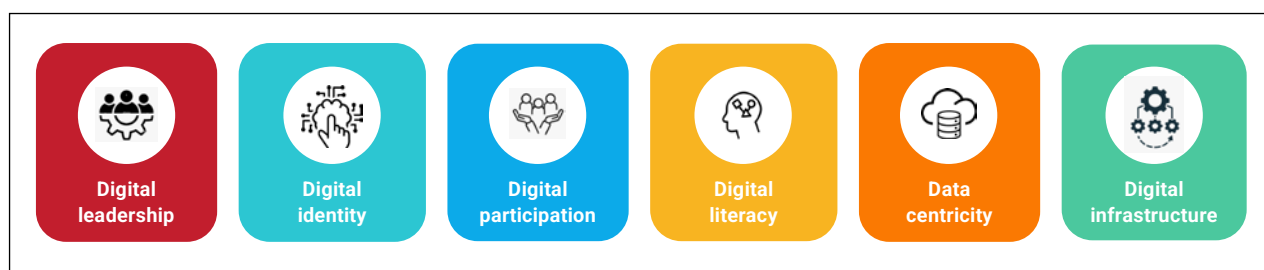 Digital
leadership
Digital
identity
Digital
participation
Digital
literacy
Data
centricity
Digital
infrastructure